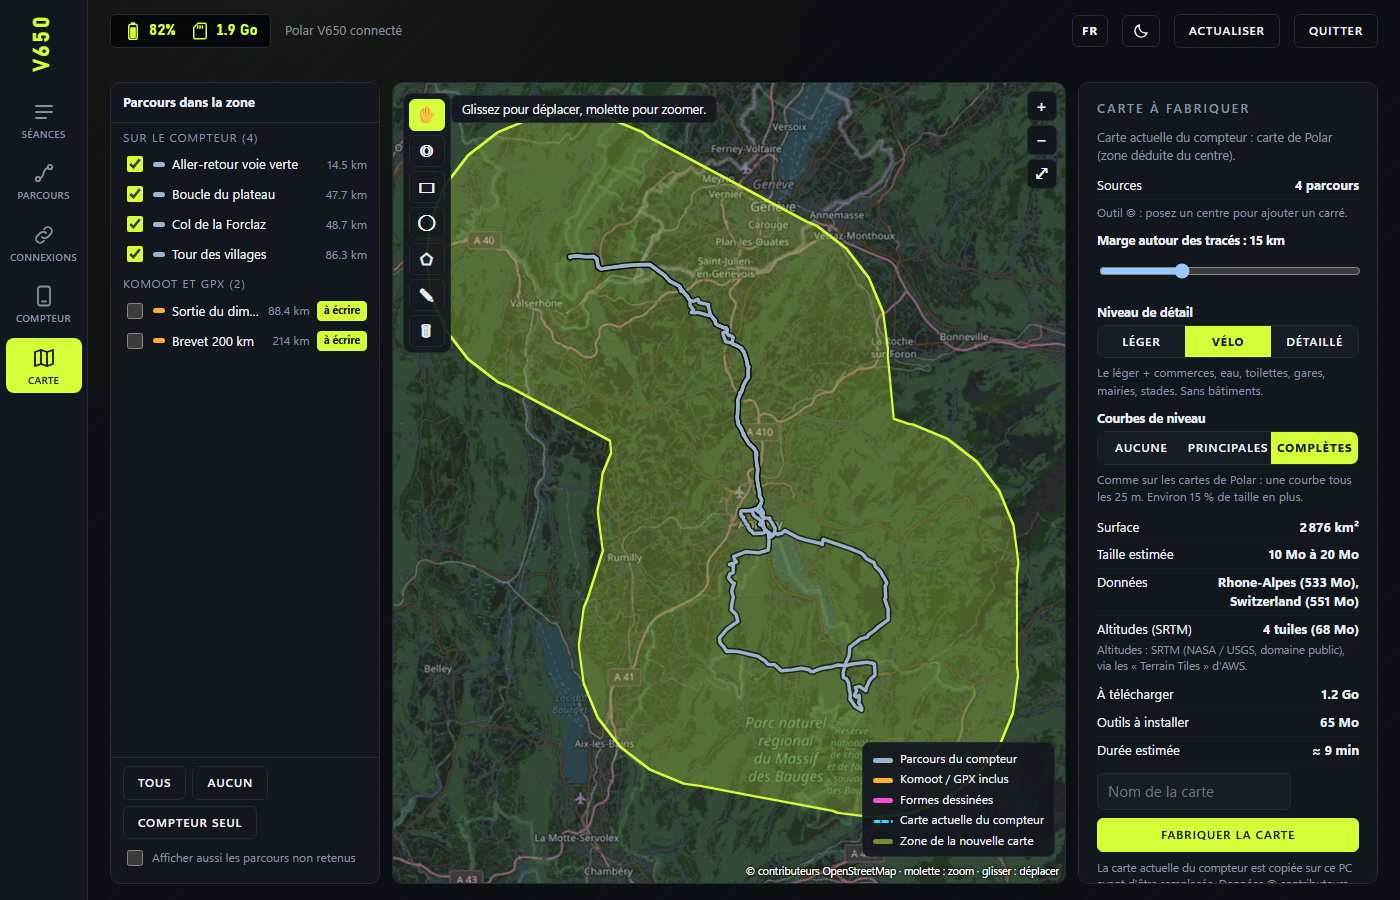 V650
SÉANCES
PARCOURS
CONNEXIONS
COMPTEUR
CARTE
82%
1.9 Go
Polar V650 connecté
FR
ACTUALISER
QUITTER
Parcours dans la zone
SUR LE COMPTEUR (4)
Aller-retour voie verte 14.5 km
Boucle du plateau 47.7 km
Col de la Forclaz 48.7 km
Tour des villages 86.3 km
KOMOOT ET GPX (2)
Sortie du dim... 88.4 km à écrire
Brevet 200 km 214 km à écrire
TOUS
AUCUN
COMPTEUR SEUL
Afficher aussi les parcours non retenus
Glissez pour déplacer, molette pour zoomer.
+
−
Versoix
Ferney-Voltaire
Meyrin
Vernier
Genève
Genève
Annemasse
Carouge
Vétraz-Monthoux
Plan-les-Ouates
A 40
Saint-Julien-
en-Genevois
Valserhône
Bonneville
La Roche-
sur-Foron
A 410
Rumilly
Belley
A 41
Lac du
Bourget
Parc naturel
régional
du Massif
des Bauges
Réserve
Aix-les-Bains
La Motte-Servolex
Chambéry
A 43
Parcours du compteur
Komoot / GPX inclus
Formes dessinées
Carte actuelle du compteur
Zone de la nouvelle carte
© contributeurs OpenStreetMap · molette : zoom · glisser : déplacer
CARTE À FABRIQUER
Carte actuelle du compteur : carte de Polar
(zone déduite du centre).
Sources 4 parcours
Outil ◎ : posez un centre pour ajouter un carré.
Marge autour des tracés : 15 km
Niveau de détail
LÉGER VÉLO DÉTAILLÉ
Le léger + commerces, eau, toilettes, gares,
mairies, stades. Sans bâtiments.
Courbes de niveau
AUCUNE PRINCIPALES COMPLÈTES
Comme sur les cartes de Polar : une courbe tous
les 25 m. Environ 15 % de taille en plus.
Surface 2 876 km²
Taille estimée 10 Mo à 20 Mo
Données Rhone-Alpes (533 Mo),
Switzerland (551 Mo)
Altitudes (SRTM) 4 tuiles (68 Mo)
Altitudes : SRTM (NASA / USGS, domaine public),
via les « Terrain Tiles » d'AWS.
À télécharger 1.2 Go
Outils à installer 65 Mo
Durée estimée ≈ 9 min
Nom de la carte
FABRIQUER LA CARTE
La carte actuelle du compteur est copiée sur ce PC